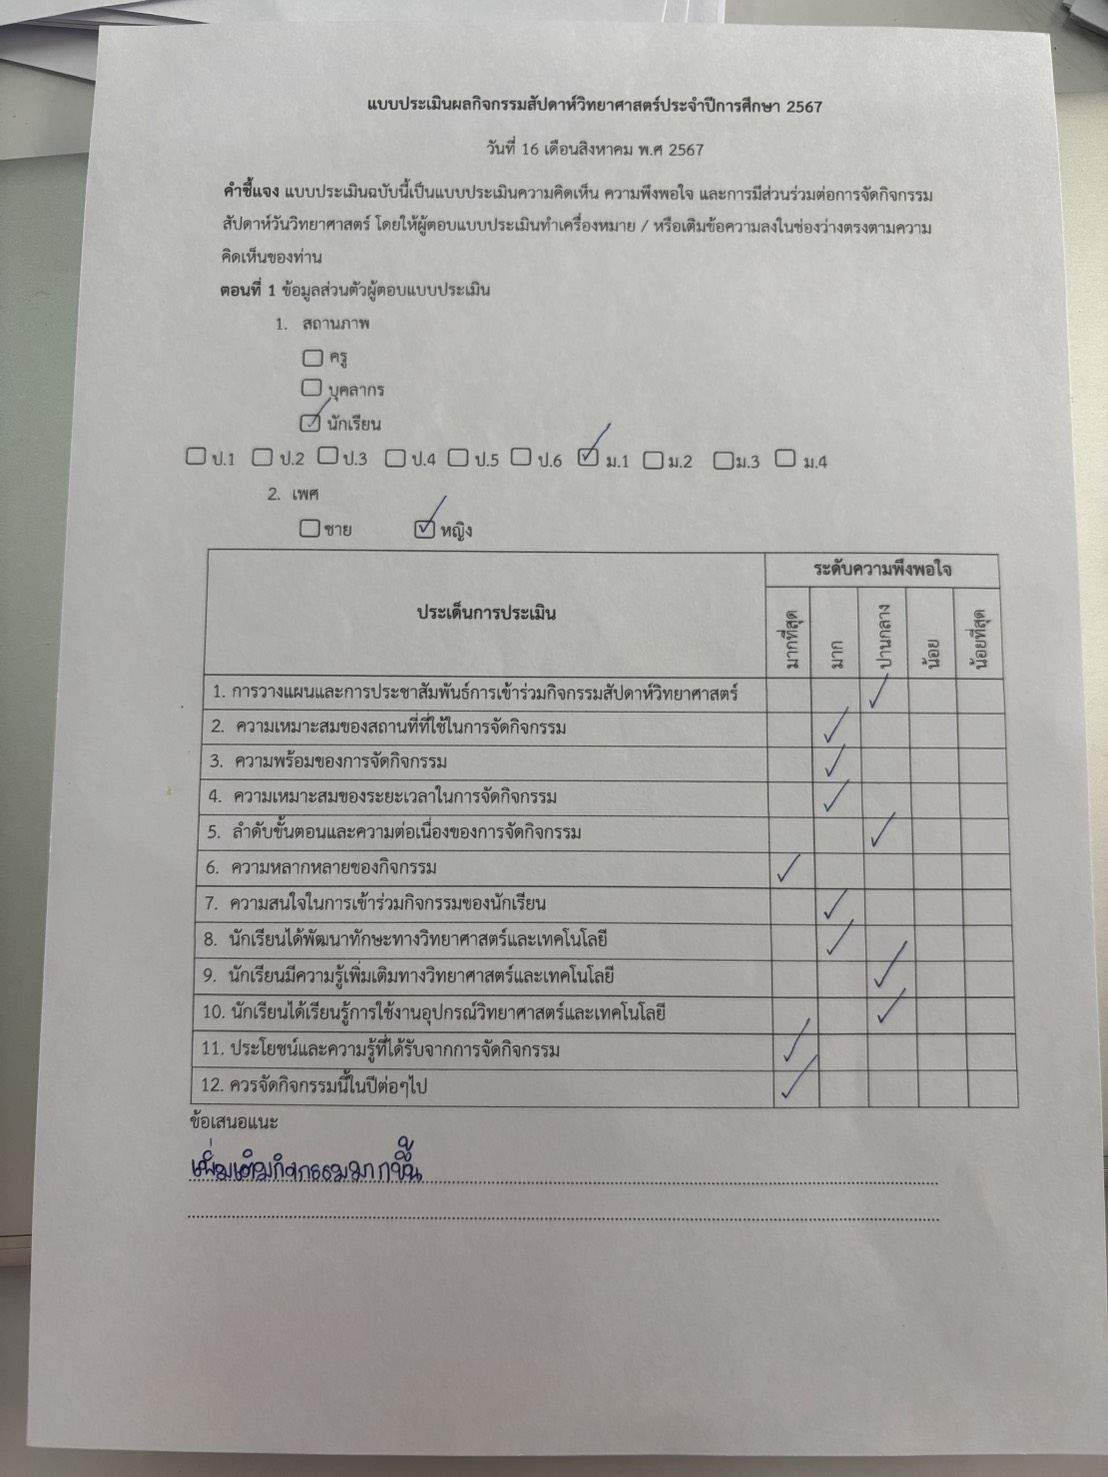 แบบประเมินผลกิจกรรมสัปดาห์วิทยาศาสตร์ประจำปีการศึกษา 2567
วันที่ 16 เดือนสิงหาคม พ.ศ 2567
คำชี้แจง แบบประเมินฉบับนี้เป็นแบบประเมินความคิดเห็น ความพึงพอใจ และการมีส่วนร่วมต่อการจัดกิจกรรม
สัปดาห์วันวิทยาศาสตร์ โดยให้ผู้ตอบแบบประเมินทำเครื่องหมาย / หรือเติมข้อความลงในช่องว่างตรงตามความ
คิดเห็นของท่าน
ตอนที่ 1 ข้อมูลส่วนตัวผู้ตอบแบบประเมิน
1. สถานภาพ
ครู
บุคลากร
นักเรียน
ป.1 ป.2 ป.3 ป.4 ป.5 ป.6 ม.1 ม.2 ม.3 ม.4
2. เพศ
ชาย หญิง
ประเด็นการประเมิน
ระดับความพึงพอใจ
มากที่สุด มาก ปานกลาง น้อย น้อยที่สุด
1. การวางแผนและการประชาสัมพันธ์การเข้าร่วมกิจกรรมสัปดาห์วิทยาศาสตร์
2. ความเหมาะสมของสถานที่ที่ใช้ในการจัดกิจกรรม
3. ความพร้อมของการจัดกิจกรรม
4. ความเหมาะสมของระยะเวลาในการจัดกิจกรรม
5. ลำดับขั้นตอนและความต่อเนื่องของการจัดกิจกรรม
6. ความหลากหลายของกิจกรรม
7. ความสนใจในการเข้าร่วมกิจกรรมของนักเรียน
8. นักเรียนได้พัฒนาทักษะทางวิทยาศาสตร์และเทคโนโลยี
9. นักเรียนมีความรู้เพิ่มเติมทางวิทยาศาสตร์และเทคโนโลยี
10. นักเรียนได้เรียนรู้การใช้งานอุปกรณ์วิทยาศาสตร์และเทคโนโลยี
11. ประโยชน์และความรู้ที่ได้รับจากการจัดกิจกรรม
12. ควรจัดกิจกรรมนี้ในปีต่อๆไป
ข้อเสนอแนะ
เพิ่มเติมกิจกรรมมากขึ้น